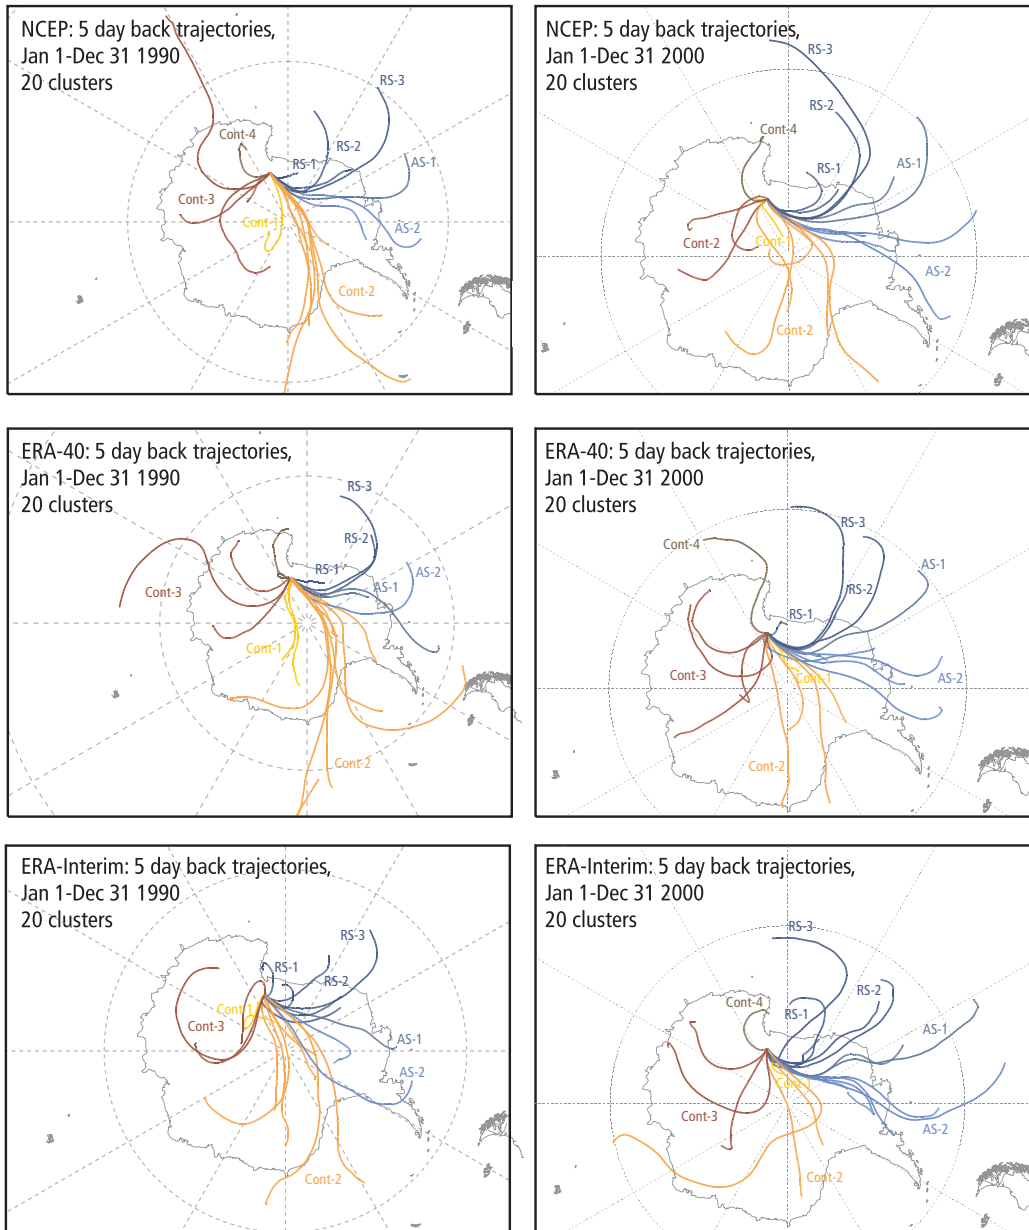 NCEP: 5 day back trajectories,
Jan 1-Dec 31 1990
20 clusters
RS-3
Cont-4
RS-2
RS-1
AS-1
Cont-3
Cont-1
AS-2
Cont-2
NCEP: 5 day back trajectories,
Jan 1-Dec 31 2000
20 clusters
RS-3
RS-2
Cont-4
RS-1
AS-1
Cont-2
Cont-1
AS-2
Cont-2
ERA-40: 5 day back trajectories,
Jan 1-Dec 31 1990
20 clusters
RS-3
RS-2
RS-1
AS-2
AS-1
Cont-3
Cont-1
Cont-2
ERA-40: 5 day back trajectories,
Jan 1-Dec 31 2000
20 clusters
RS-3
Cont-4
AS-1
RS-2
RS-1
Cont-3
Cont-1
AS-2
Cont-2
ERA-Interim: 5 day back trajectories,
Jan 1-Dec 31 1990
20 clusters
RS-3
RS-1
RS-2
Cont-1
Cont-3
AS-1
AS-2
Cont-2
ERA-Interim: 5 day back trajectories,
Jan 1-Dec 31 2000
20 clusters
RS-3
RS-2
Cont-4
RS-1
AS-1
Cont-1
Cont-3
AS-2
Cont-2